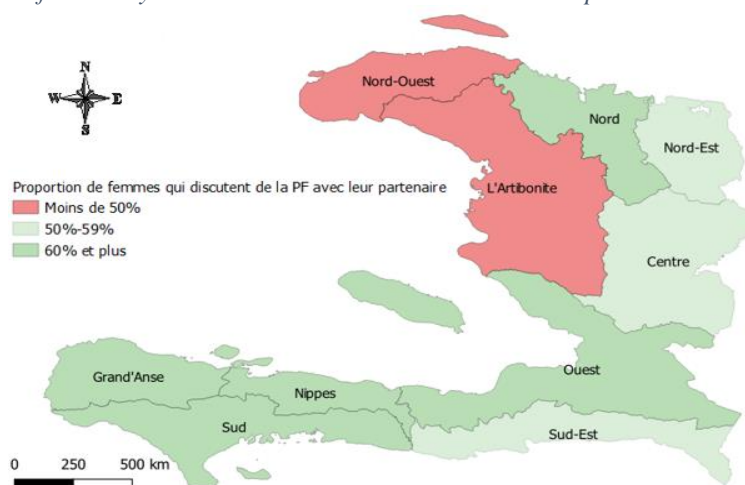 N
W E
S
Nord-Ouest
Nord
Nord-Est
L'Artibonite
Proportion de femmes qui discutent de la PF avec leur partenaire
Moins de 50%
50%-59%
60% et plus
Centre
Grand'Anse
Nippes
Ouest
Sud
Sud-Est
0 250 500 km